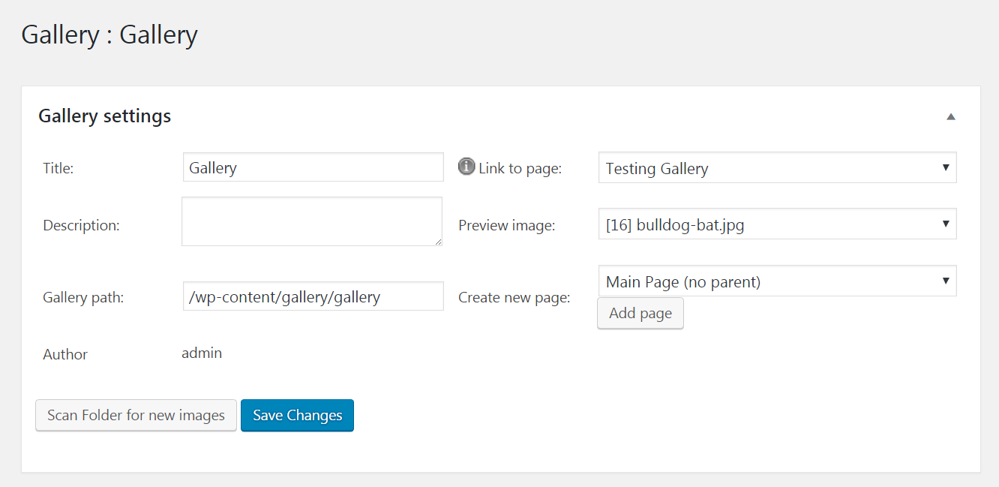 Gallery : Gallery
Gallery settings
Title: Gallery Link to page: Testing Gallery
Description: Preview image: [16] bulldog-bat.jpg
Gallery path: /wp-content/gallery/gallery Create new page: Main Page (no parent)
Add page
Author admin
Scan Folder for new images Save Changes